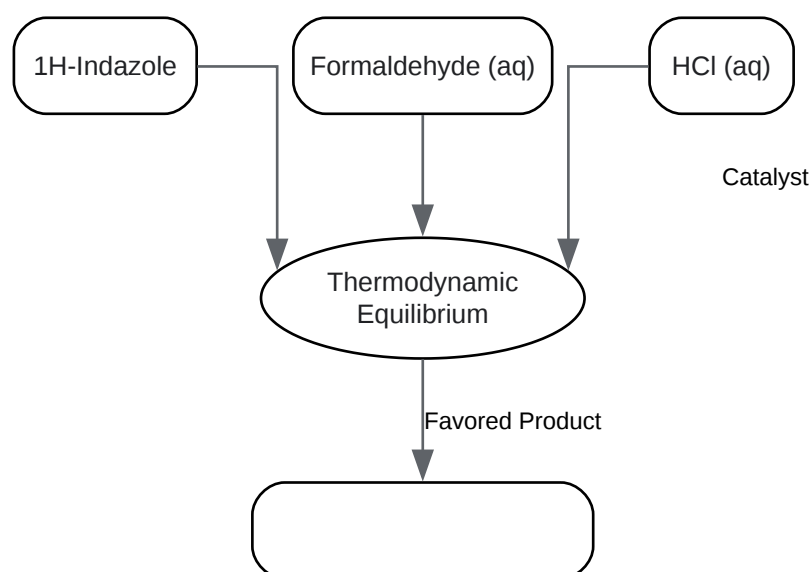 1H-Indazole
Formaldehyde (aq)
HCl (aq)
Catalyst
Thermodynamic
Equilibrium
Favored Product